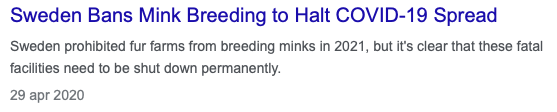 Sweden Bans Mink Breeding to Halt COVID-19 Spread
Sweden prohibited fur farms from breeding minks in 2021, but it's clear that these fatal
facilities need to be shut down permanently.
29 apr 2020